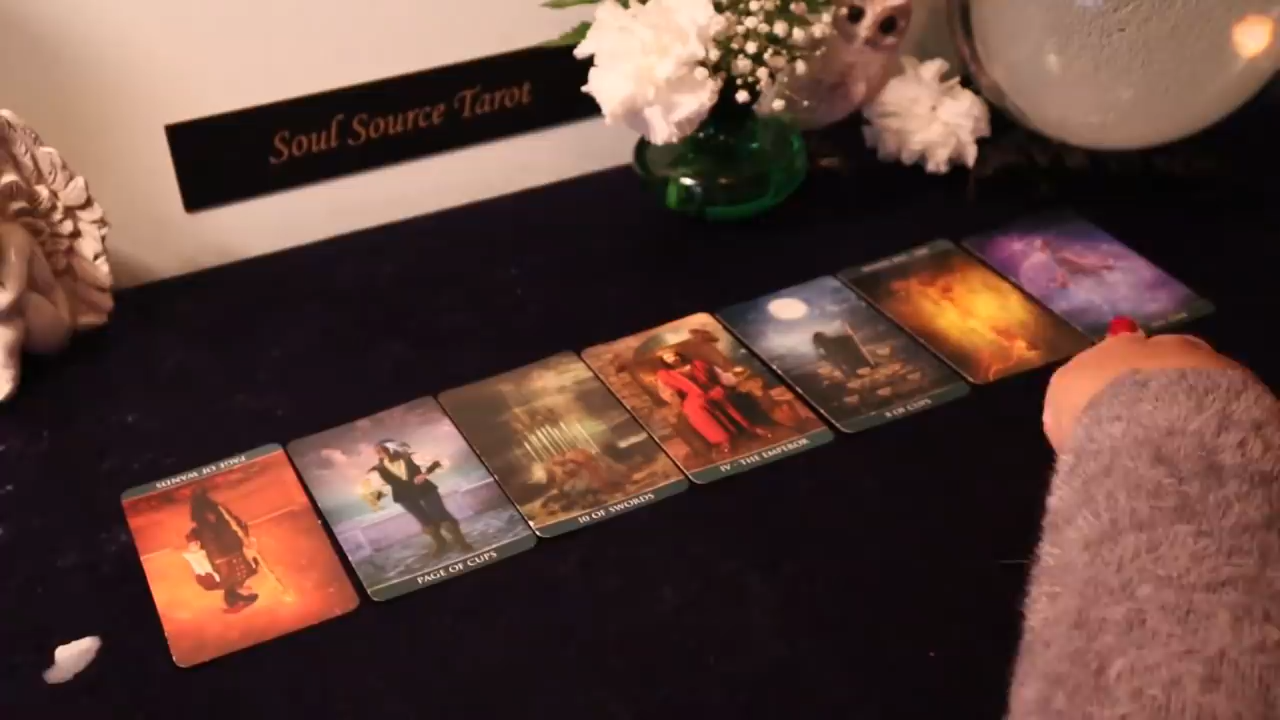 Soul Source Tarot
PAGE OF WANDS
PAGE OF CUPS
10 OF SWORDS
IV - THE EMPEROR
8 OF CUPS